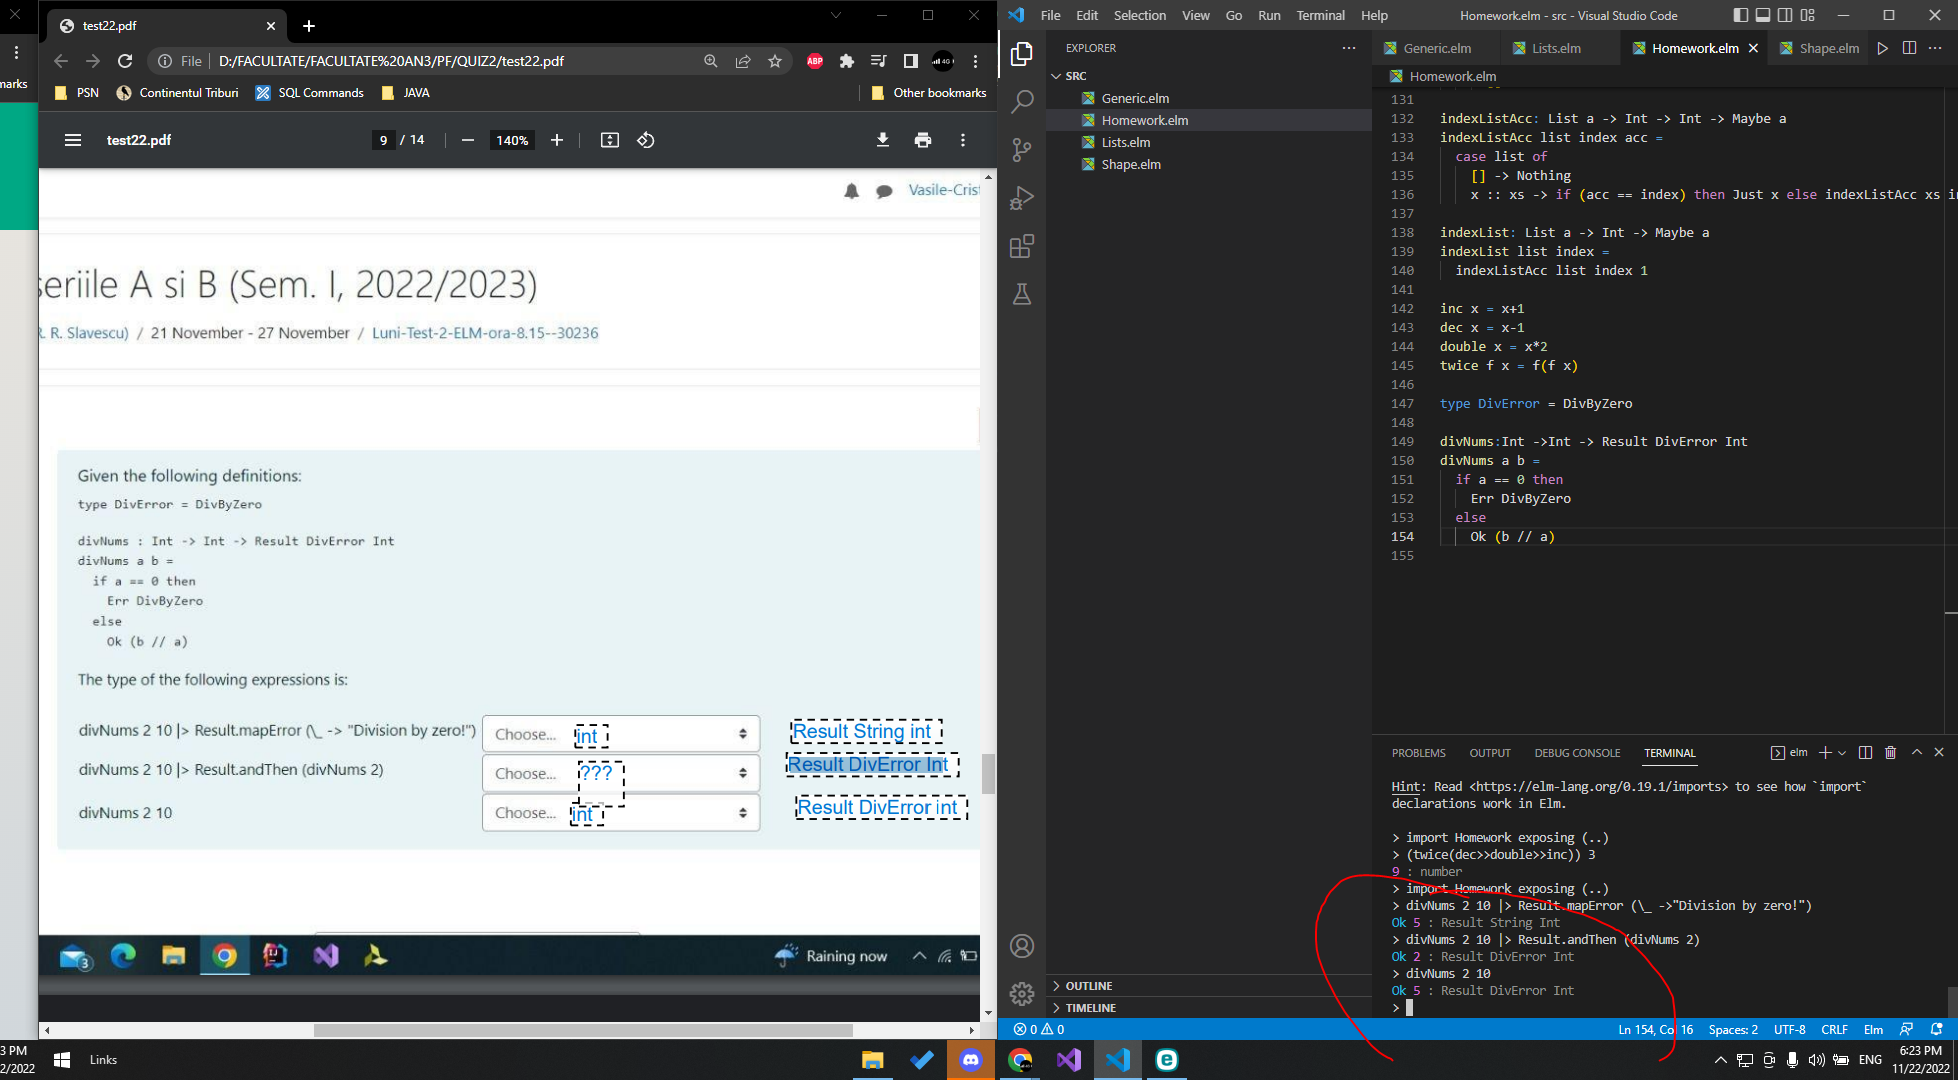 test22.pdf
File
D:/FACULTATE/FACULTATE%20AN3/PF/QUIZ2/test22.pdf
ABP
4G
marks
PSN
Continentul Triburi
SQL Commands
JAVA
Other bookmarks
test22.pdf
9 / 14
140%
Vasile-Cris
seriile A si B (Sem. I, 2022/2023)
R. R. Slavescu) / 21 November - 27 November / Luni-Test-2-ELM-ora-8.15--30236
Given the following definitions:
type DivError = DivByZero
divNums : Int -> Int -> Result DivError Int
divNums a b =
if a == 0 then
Err DivByZero
else
Ok (b // a)
The type of the following expressions is:
divNums 2 10 |> Result.mapError (\_ -> "Division by zero!")
Choose...
int
Result String int
divNums 2 10 |> Result.andThen (divNums 2)
Choose...
???
Result DivError Int
divNums 2 10
Choose...
int
Result DivError int
3
Raining now
File Edit Selection View Go Run Terminal Help
Homework.elm - src - Visual Studio Code
EXPLORER
SRC
Generic.elm
Homework.elm
Lists.elm
Shape.elm
OUTLINE
TIMELINE
Generic.elm
Lists.elm
Homework.elm
Shape.elm
Homework.elm
131
132 indexListAcc: List a -> Int -> Int -> Maybe a
133 indexListAcc list index acc =
134 case list of
135 [] -> Nothing
136 x :: xs -> if (acc == index) then Just x else indexListAcc xs i
137
138 indexList: List a -> Int -> Maybe a
139 indexList list index =
140 indexListAcc list index 1
141
142 inc x = x+1
143 dec x = x-1
144 double x = x*2
145 twice f x = f(f x)
146
147 type DivError = DivByZero
148
149 divNums:Int ->Int -> Result DivError Int
150 divNums a b =
151 if a == 0 then
152 Err DivByZero
153 else
154 Ok (b // a)
155
PROBLEMS OUTPUT DEBUG CONSOLE TERMINAL
elm
Hint: Read <https://elm-lang.org/0.19.1/imports> to see how `import`
declarations work in Elm.
> import Homework exposing (..)
> (twice(dec>>double>>inc)) 3
9 : number
> import Homework exposing (..)
> divNums 2 10 |> Result.mapError (\_ ->"Division by zero!")
Ok 5 : Result String Int
> divNums 2 10 |> Result.andThen (divNums 2)
Ok 2 : Result DivError Int
> divNums 2 10
Ok 5 : Result DivError Int
>
0 0
Ln 154, Col 16
Spaces: 2
UTF-8
CRLF
Elm
3 PM
2/2022
Links
ENG
6:23 PM
11/22/2022